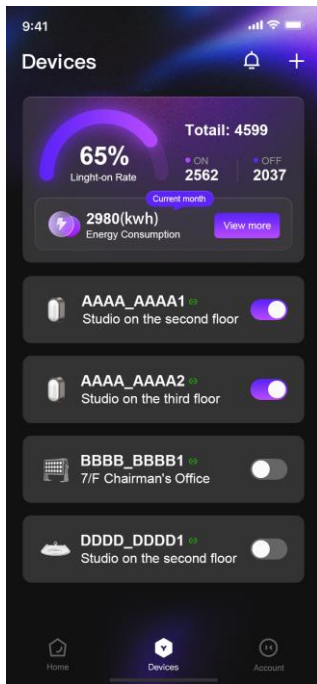 9:41
Devices
65%
Linght-on Rate
Totail: 4599
ON
2562
OFF
2037
Current month
2980(kwh)
Energy Consumption
View more
AAAA_AAAA1
Studio on the second floor
AAAA_AAAA2
Studio on the third floor
BBBB_BBBB1
7/F Chairman's Office
DDDD_DDDD1
Studio on the second floor
Home
Devices
Account